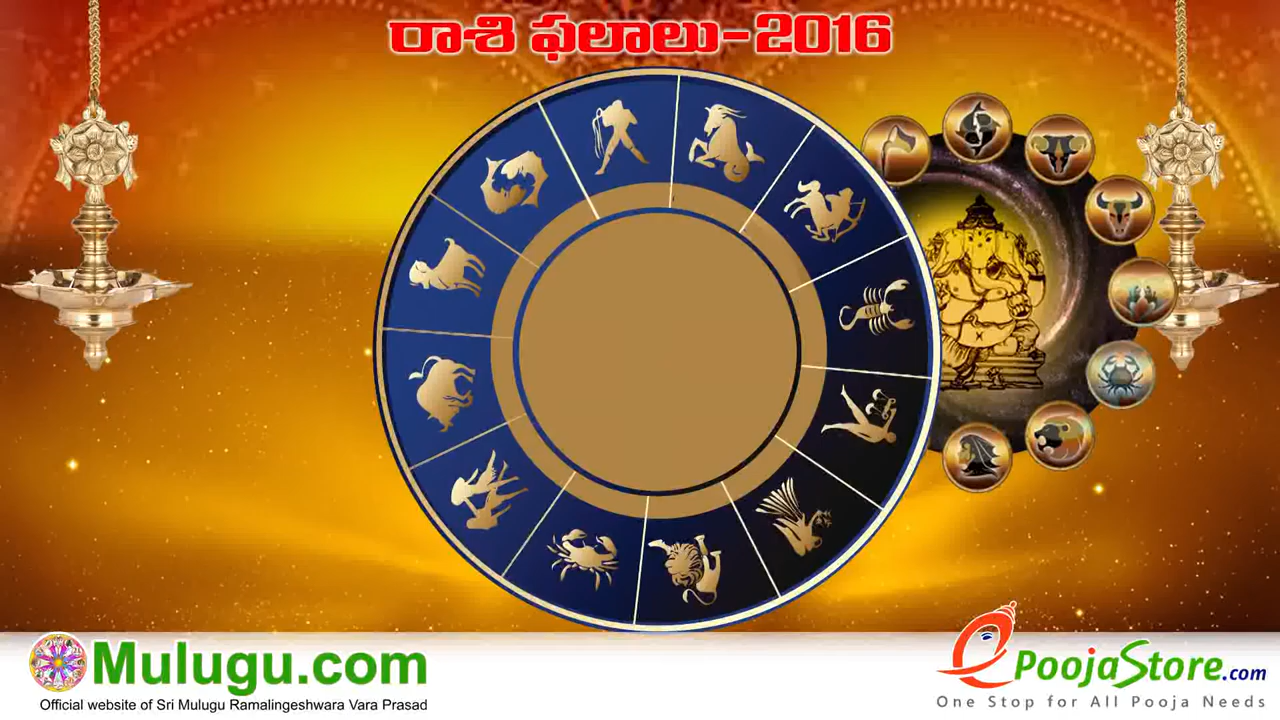 రాశి ఫలాలు-2016
Mulugu.com
Official website of Sri Mulugu Ramalingeshwara Vara Prasad
ePoojaStore.com
One Stop for All Pooja Needs